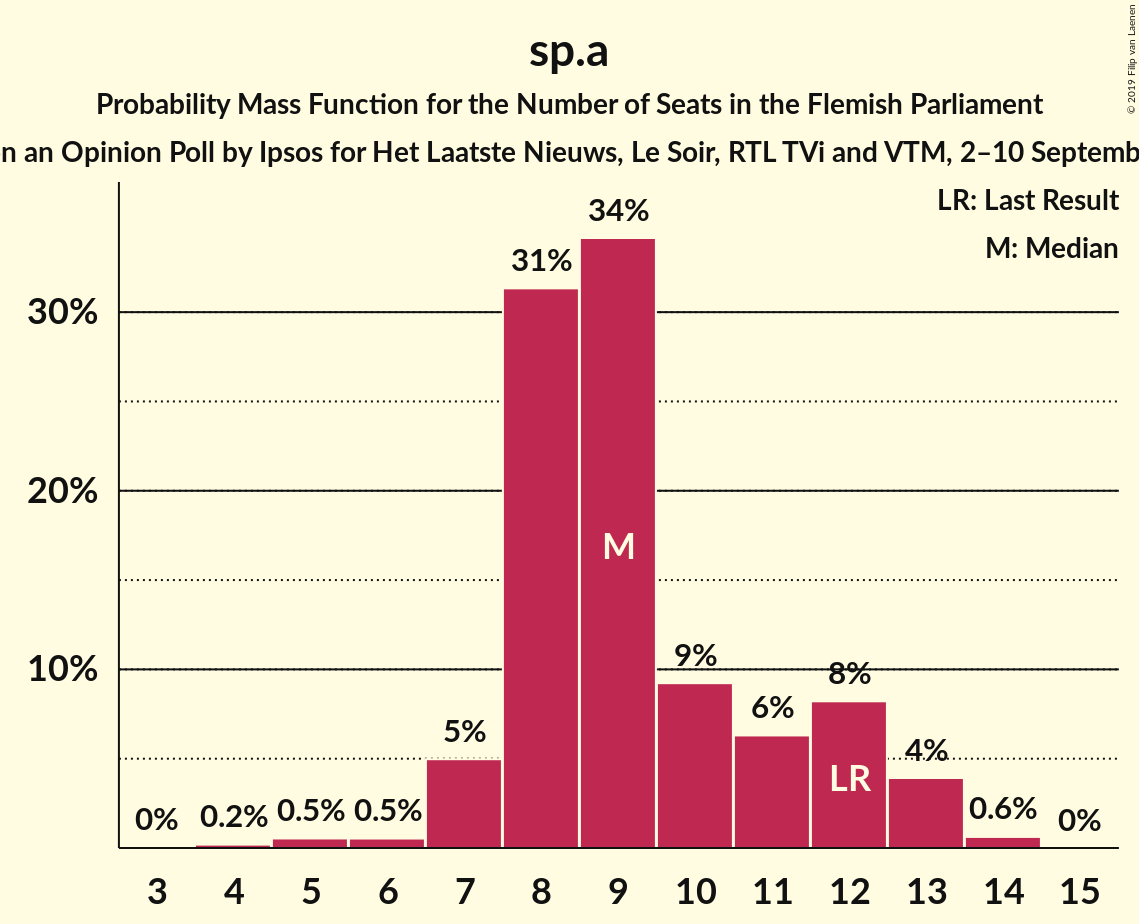 sp.a
Probability Mass Function for the Number of Seats in the Flemish Parliament
an Opinion Poll by Ipsos for Het Laatste Nieuws, Le Soir, RTL TVi and VTM, 2–10
© 2019 Filip van Laenen
LR: Last Result
M: Median
34%
31%
30%
20%
M
10%
9%
8%
6%
5%
4%
LR
0%
0.2%
0.5%
0.5%
0.6%
0%
3 4 5 6 7 8 9 10 11 12 13 14 15